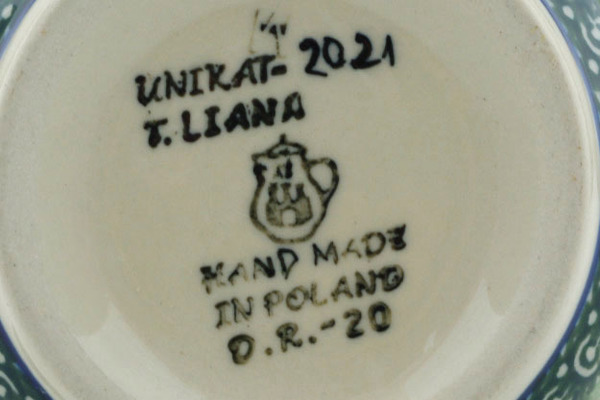 UNIKAT- 2021
T. LIANA
HAND MADE
IN POLAND
D.R.-20